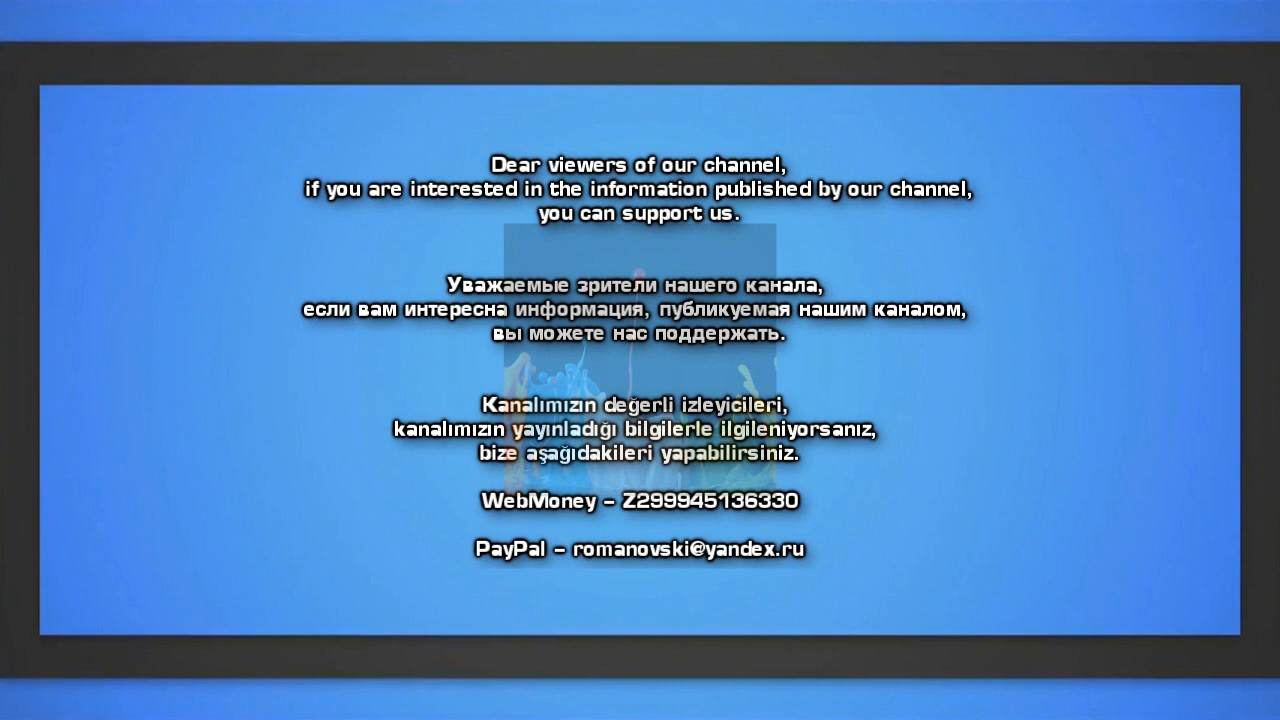 Dear viewers of our channel,
if you are interested in the information published by our channel,
you can support us.
Уважаемые зрители нашего канала,
если вам интересна информация, публикуемая нашим каналом,
вы можете нас поддержать.
Kanalımızın değerli izleyicileri,
kanalımızın yayınladığı bilgilerle ilgileniyorsanız,
bize aşağıdakileri yapabilirsiniz.
WebMoney – Z299945136330
PayPal – romanovski@yandex.ru